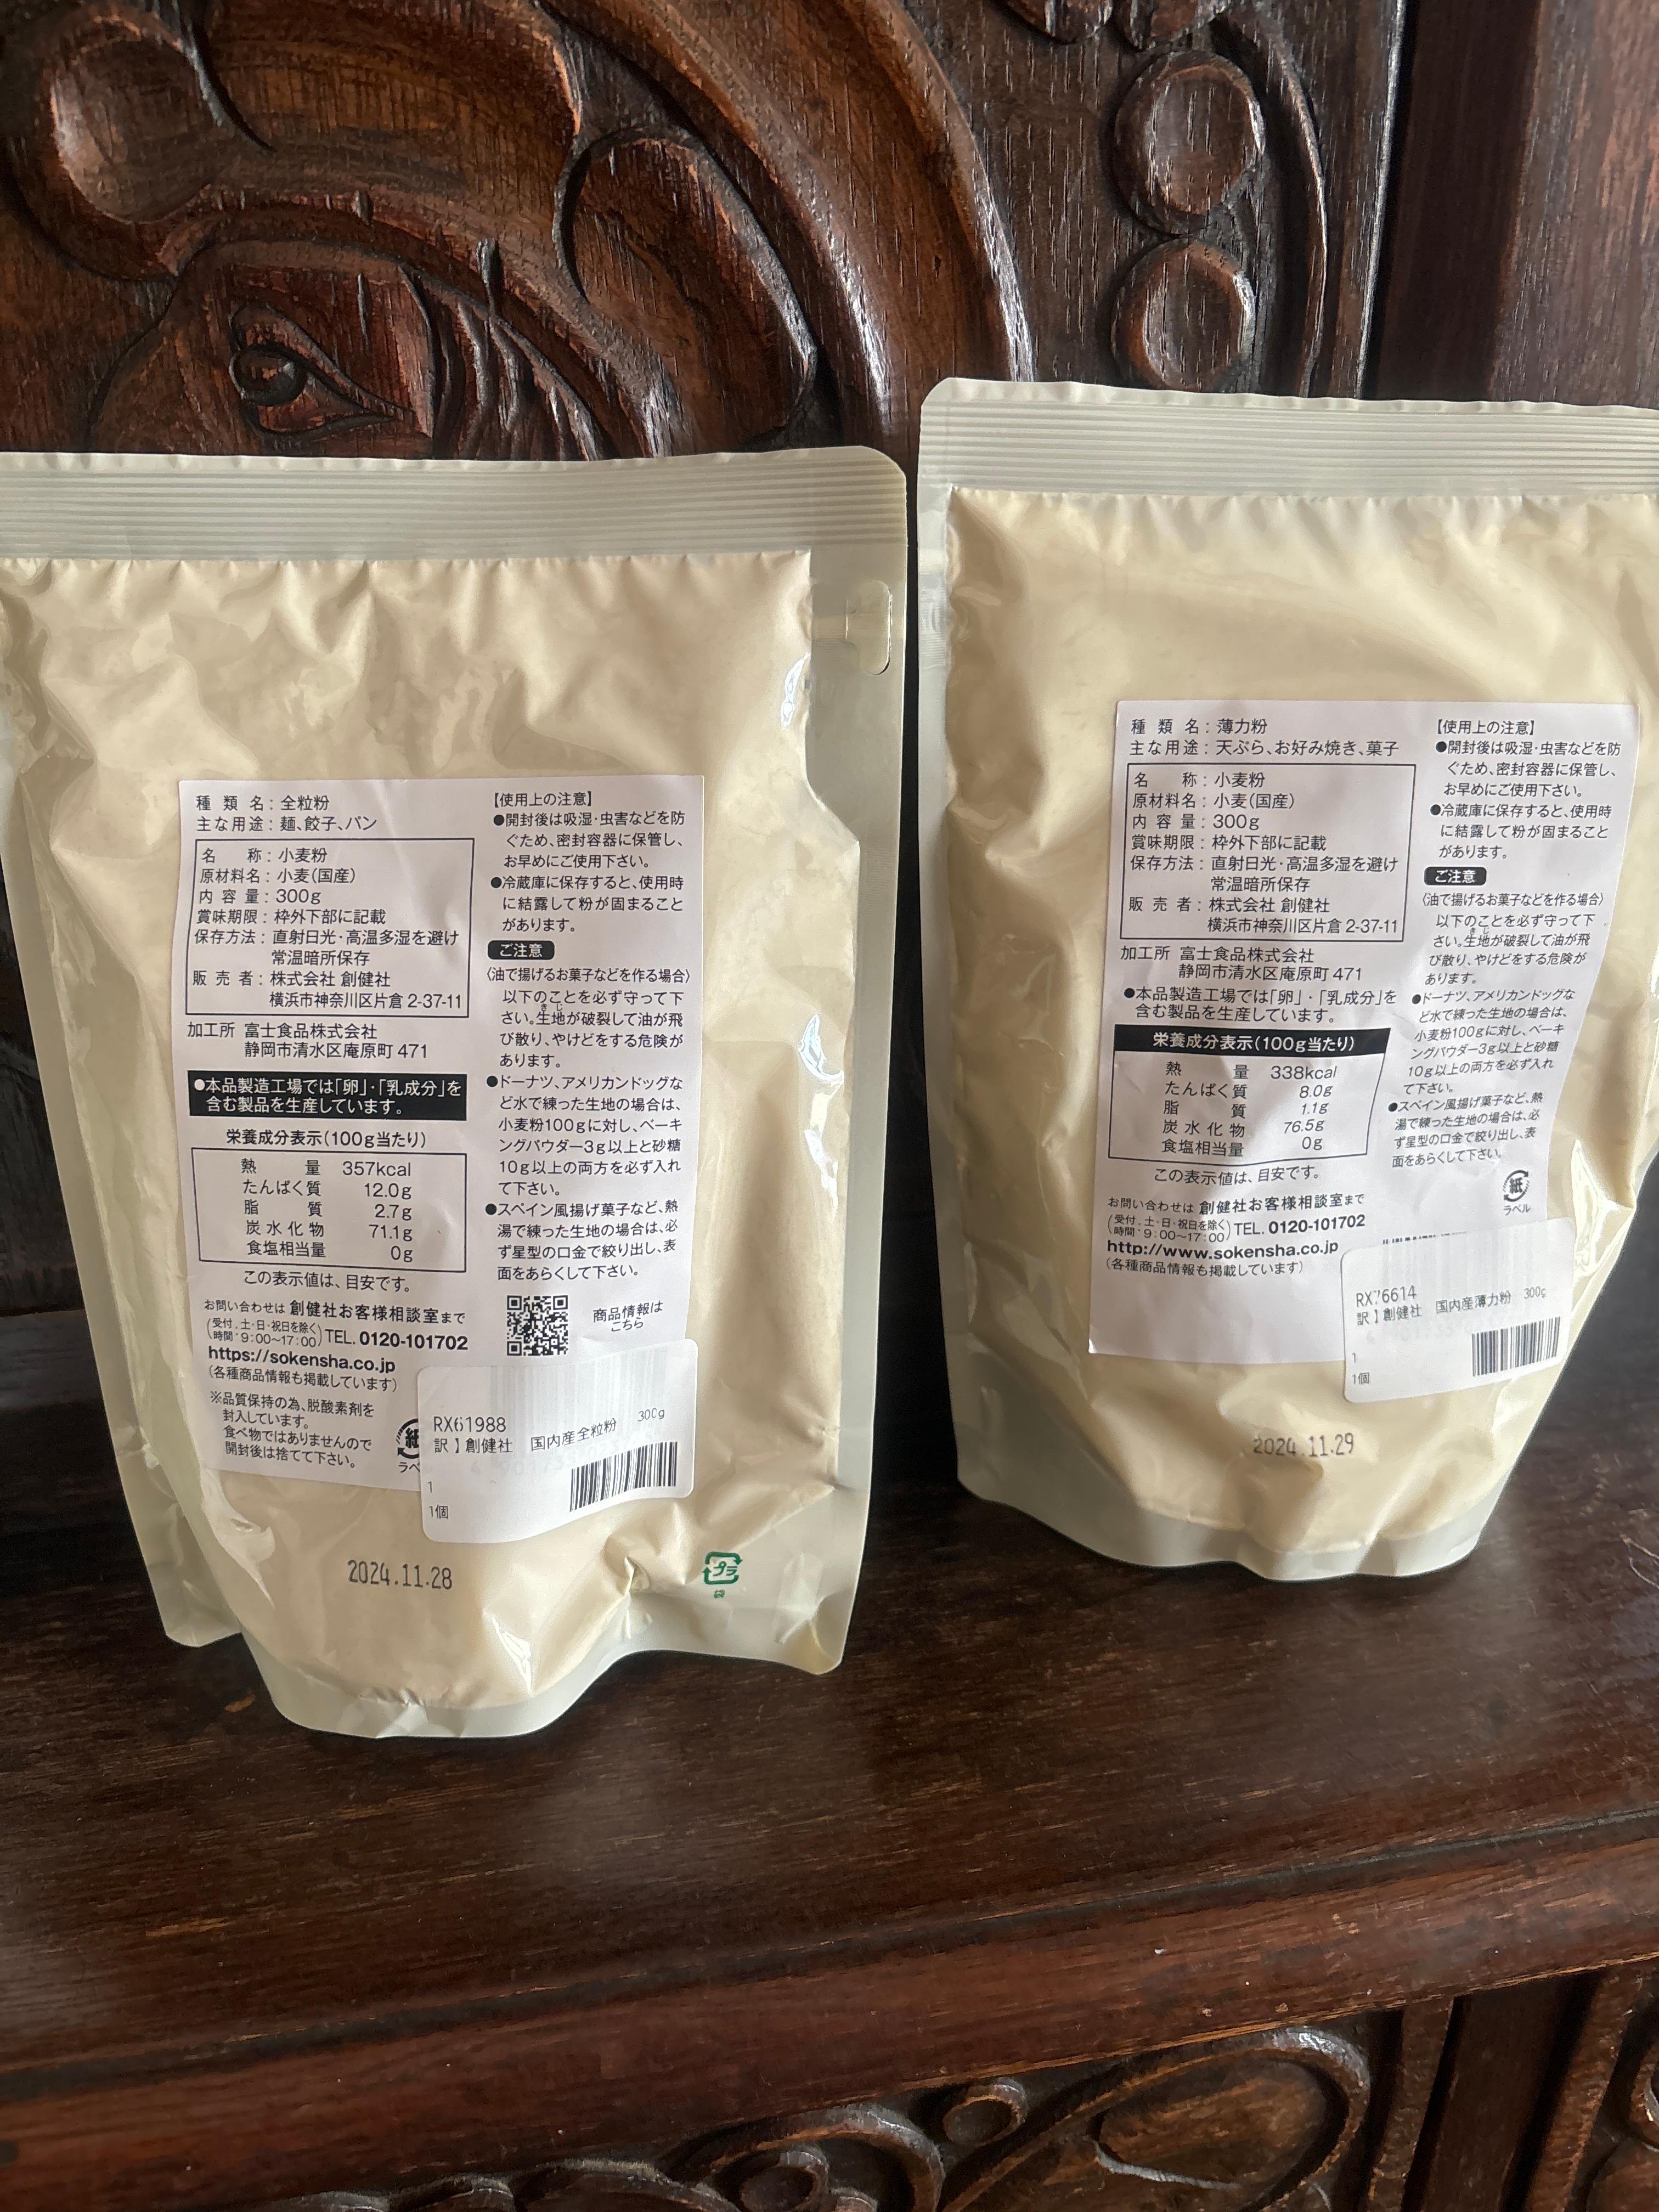 種類名：全粒粉
主な用途：麺、餃子、パン
名称：小麦粉
原材料名：小麦（国産）
内容量：300g
賞味期限：枠外下部に記載
保存方法：直射日光・高温多湿を避け
常温暗所保存
販売者：株式会社 創健社
横浜市神奈川区片倉 2-37-11
加工所 富士食品株式会社
静岡市清水区庵原町 471
●本品製造工場では「卵」・「乳成分」を
含む製品を生産しています。
栄養成分表示（100g当たり）
熱量 357kcal
たんぱく質 12.0g
脂質 2.7g
炭水化物 71.1g
食塩相当量 0g
この表示値は、目安です。
お問い合わせは 創健社お客様相談室まで
（受付．土・日・祝日を除く
時間・9：00〜17：00）TEL. 0120-101702
https://sokensha.co.jp
（各種商品情報も掲載しています）
※品質保持の為、脱酸素剤を
封入しています。
食べ物ではありませんので
開封後は捨てて下さい。
【使用上の注意】
●開封後は吸湿・虫害などを防
ぐため、密封容器に保管し、
お早めにご使用下さい。
●冷蔵庫に保存すると、使用時
に結露して粉が固まること
があります。
ご注意
〈油で揚げるお菓子などを作る場合〉
以下のことを必ず守って下
さい。生地が破裂して油が飛
び散り、やけどをする危険が
あります。
●ドーナツ、アメリカンドッグな
ど水で練った生地の場合は、
小麦粉100gに対し、ベーキ
ングパウダー3g以上と砂糖
10g以上の両方を必ず入れ
て下さい。
●スペイン風揚げ菓子など、熱
湯で練った生地の場合は、必
ず星型の口金で絞り出し、表
面をあらくして下さい。
商品情報は
こちら
紙
RX61988
訳】創健社 国内産全粒粉 300g
1
1個
2024.11.28
プラ
袋
種類名：薄力粉
主な用途：天ぷら、お好み焼き、菓子
名称：小麦粉
原材料名：小麦（国産）
内容量：300g
賞味期限：枠外下部に記載
保存方法：直射日光・高温多湿を避け
常温暗所保存
販売者：株式会社 創健社
横浜市神奈川区片倉 2-37-11
加工所 富士食品株式会社
静岡市清水区庵原町 471
●本品製造工場では「卵」・「乳成分」を
含む製品を生産しています。
栄養成分表示（100g当たり）
熱量 338kcal
たんぱく質 8.0g
脂質 1.1g
炭水化物 76.5g
食塩相当量 0g
この表示値は、目安です。
お問い合わせは 創健社お客様相談室まで
（受付．土・日・祝日を除く
時間・9：00〜17：00）TEL. 0120-101702
http://www.sokensha.co.jp
（各種商品情報も掲載しています）
【使用上の注意】
●開封後は吸湿・虫害などを防
ぐため、密封容器に保管し、
お早めにご使用下さい。
●冷蔵庫に保存すると、使用時
に結露して粉が固まること
があります。
ご注意
〈油で揚げるお菓子などを作る場合〉
以下のことを必ず守って下
さい。生地が破裂して油が飛
び散り、やけどをする危険が
あります。
●ドーナツ、アメリカンドッグな
ど水で練った生地の場合は、
小麦粉100gに対し、ベーキ
ングパウダー3g以上と砂糖
10g以上の両方を必ず入れ
て下さい。
●スペイン風揚げ菓子など、熱
湯で練った生地の場合は、必
ず星型の口金で絞り出し、表
面をあらくして下さい。
紙
ラベル
訳】創健社 国内産薄力粉 300g
1
1個
2024.11.29